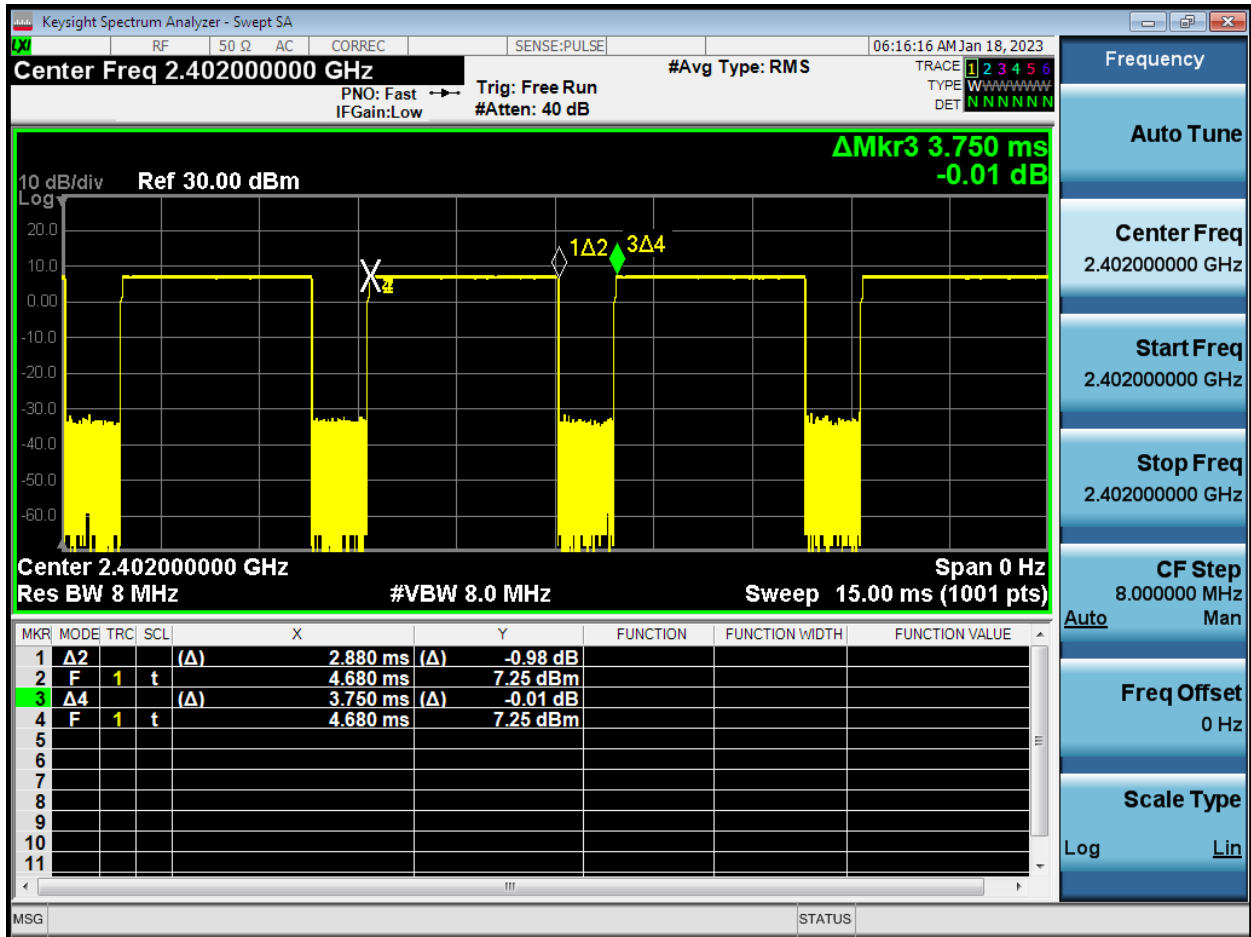 Keysight Spectrum Analyzer - Swept SA
LXI RF 50 Ω AC CORREC SENSE:PULSE 06:16:16 AM Jan 18, 2023
Center Freq 2.402000000 GHz
PNO: Fast
IFGain:Low
Trig: Free Run
#Atten: 40 dB
#Avg Type: RMS
TRACE 1 2 3 4 5 6
TYPE WWWWWW
DET N N N N N N
ΔMkr3 3.750 ms
-0.01 dB
10 dB/div Ref 30.00 dBm
Log
20.0
10.0
0.00
-10.0
-20.0
-30.0
-40.0
-50.0
-60.0
1Δ2
3Δ4
Center 2.402000000 GHz Span 0 Hz
Res BW 8 MHz #VBW 8.0 MHz Sweep 15.00 ms (1001 pts)
MKR MODE TRC SCL X Y FUNCTION FUNCTION WIDTH FUNCTION VALUE
1 Δ2 (Δ) 2.880 ms (Δ) -0.98 dB
2 F 1 t 4.680 ms 7.25 dBm
3 Δ4 (Δ) 3.750 ms (Δ) -0.01 dB
4 F 1 t 4.680 ms 7.25 dBm
5
6
7
8
9
10
11
MSG STATUS
Frequency
Auto Tune
Center Freq
2.402000000 GHz
Start Freq
2.402000000 GHz
Stop Freq
2.402000000 GHz
CF Step
8.000000 MHz
Auto Man
Freq Offset
0 Hz
Scale Type
Log Lin